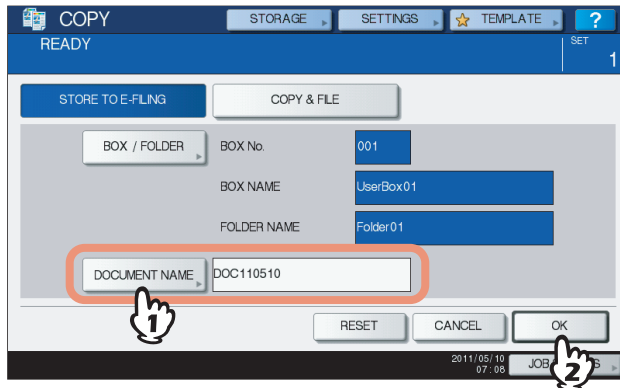 COPY STORAGE SETTINGS TEMPLATE ?
READY SET
1
STORE TO E-FILING COPY & FILE
BOX / FOLDER BOX No. 001
BOX NAME UserBox01
FOLDER NAME Folder01
DOCUMENT NAME DOC110510
1
RESET CANCEL OK
2011/05/10
07:08 JOB S
2